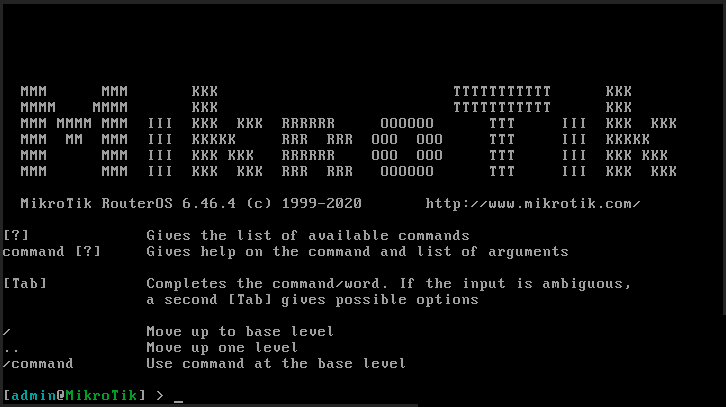 MMM      MMM       KKK                          TTTTTTTTTTT      KKK
  MMMM    MMMM       KKK                          TTTTTTTTTTT      KKK
  MMM MMMM MMM  III  KKK  KKK  RRRRRR     OOOOOO      TTT     III  KKK  KKK
  MMM  MM  MMM  III  KKKKK     RRR  RRR  OOO  OOO     TTT     III  KKKKK
  MMM      MMM  III  KKK KKK   RRRRRR    OOO  OOO     TTT     III  KKK KKK
  MMM      MMM  III  KKK  KKK  RRR  RRR   OOOOOO      TTT     III  KKK  KKK
  MikroTik RouterOS 6.46.4 (c) 1999-2020       http://www.mikrotik.com/
[?]             Gives the list of available commands
command [?]     Gives help on the command and list of arguments
[Tab]           Completes the command/word. If the input is ambiguous,
                a second [Tab] gives possible options
/               Move up to base level
..              Move up one level
/command        Use command at the base level
[admin@MikroTik] > _